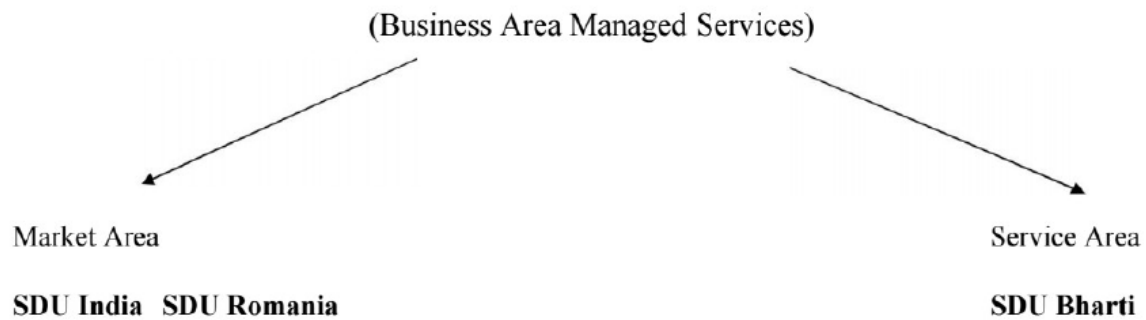 (Business Area Managed Services)
Market Area
Service Area
SDU India SDU Romania
SDU Bharti